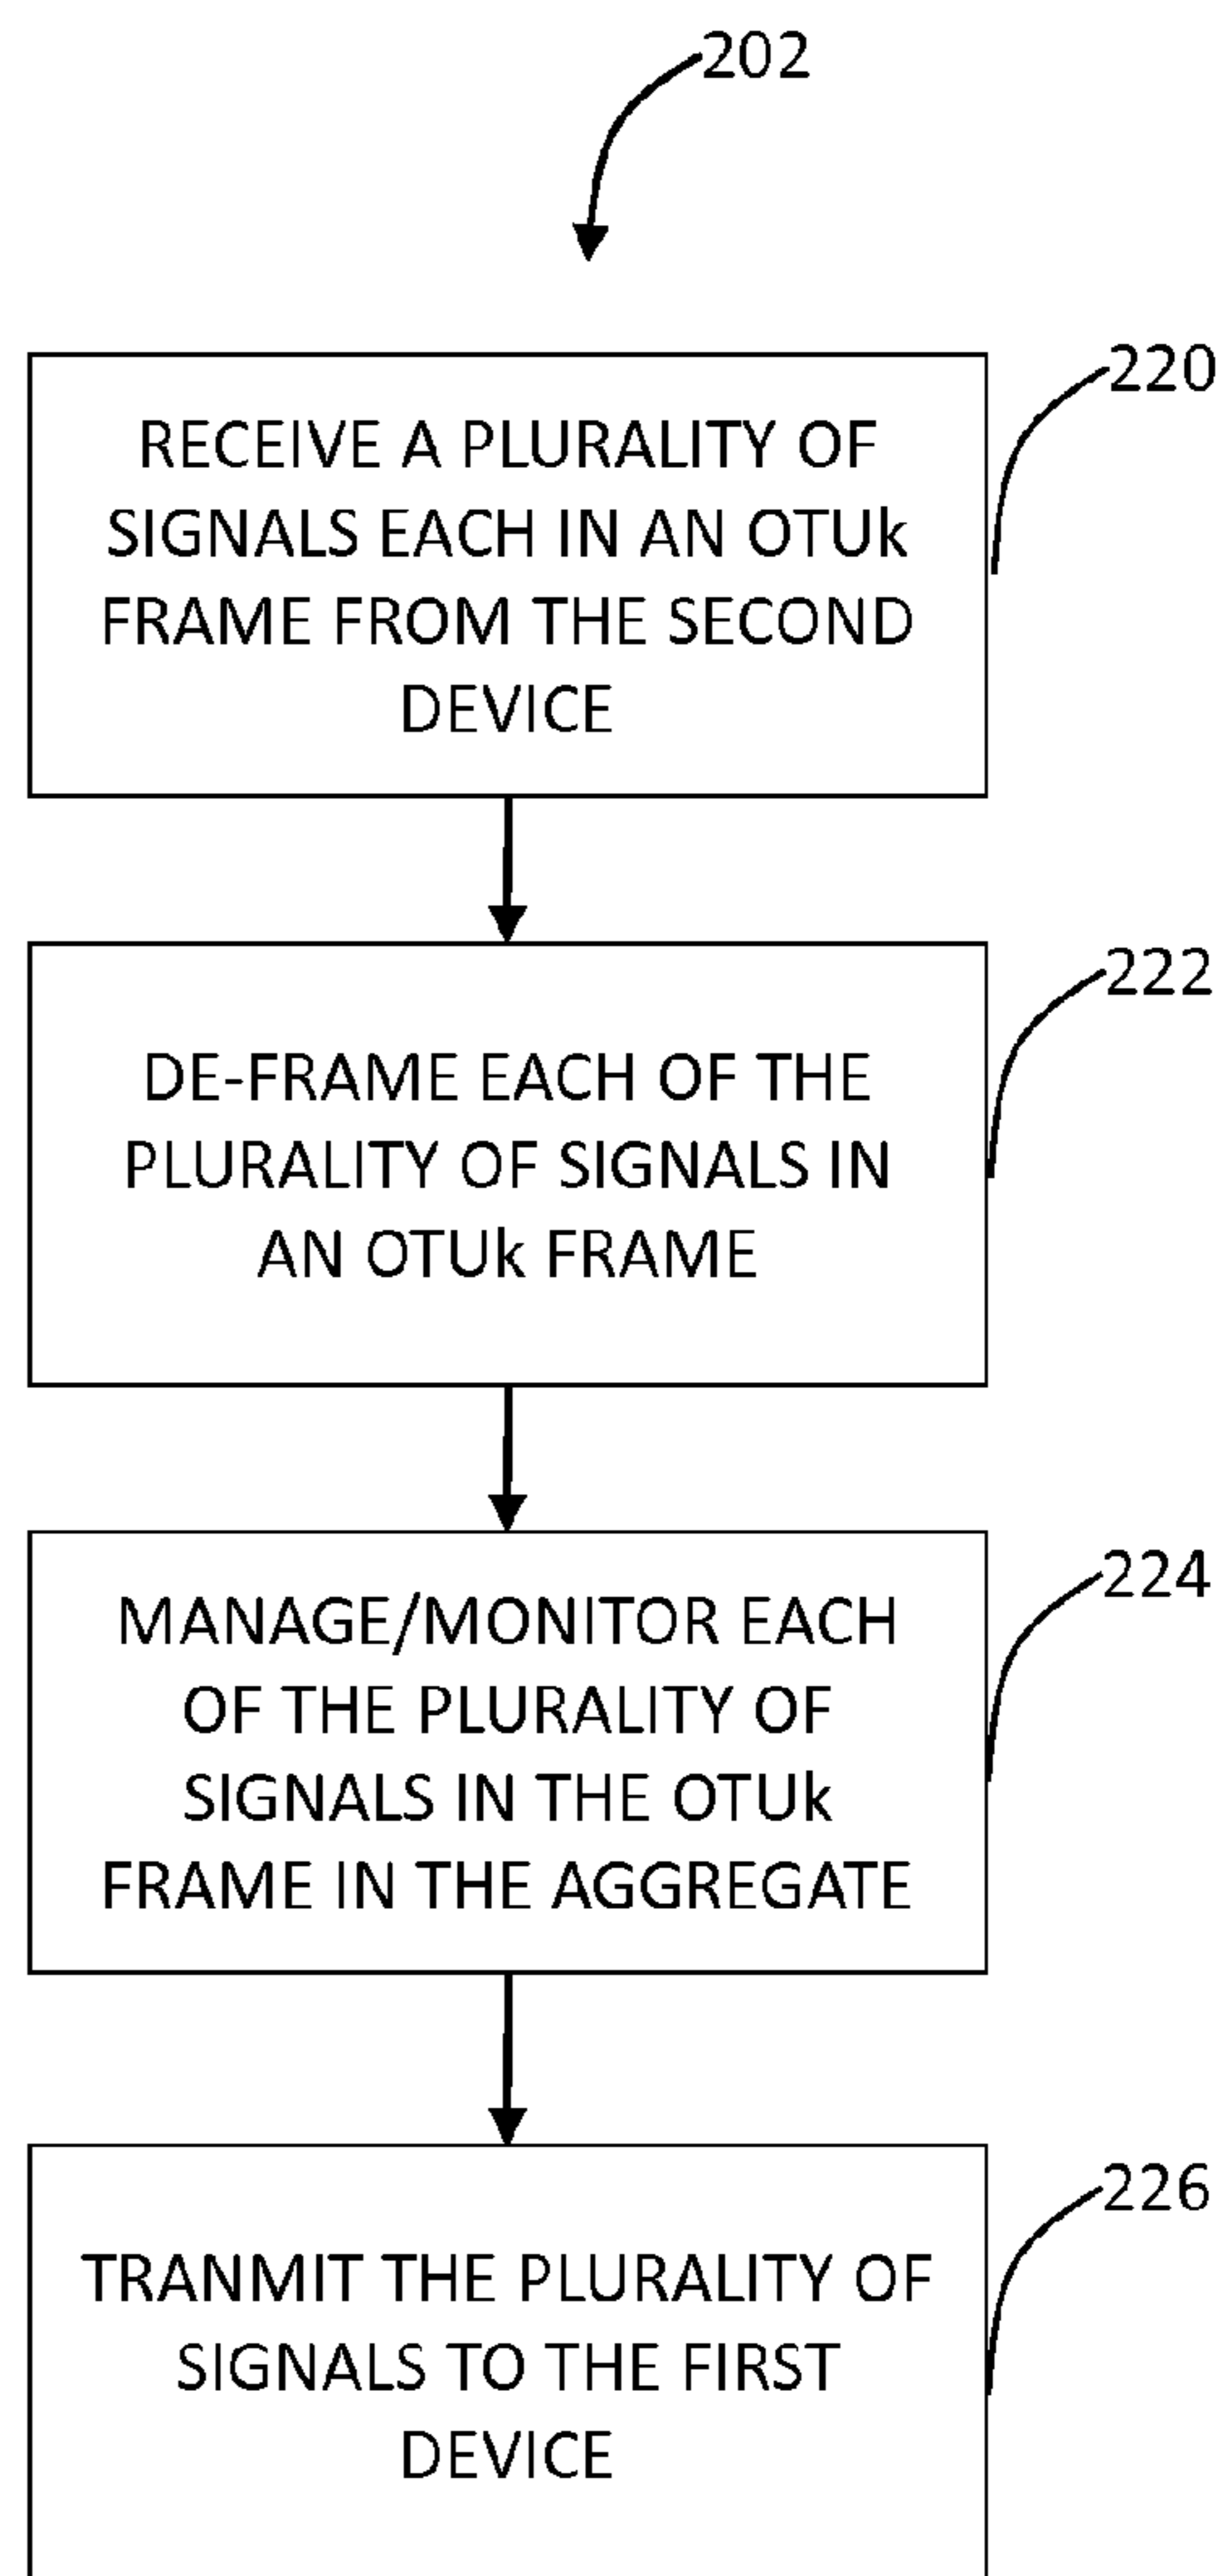 202
220
RECEIVE A PLURALITY OF
SIGNALS EACH IN AN OTUk
FRAME FROM THE SECOND
DEVICE
222
DE-FRAME EACH OF THE
PLURALITY OF SIGNALS IN
AN OTUk FRAME
224
MANAGE/MONITOR EACH
OF THE PLURALITY OF
SIGNALS IN THE OTUk
FRAME IN THE AGGREGATE
226
TRANMIT THE PLURALITY OF
SIGNALS TO THE FIRST
DEVICE